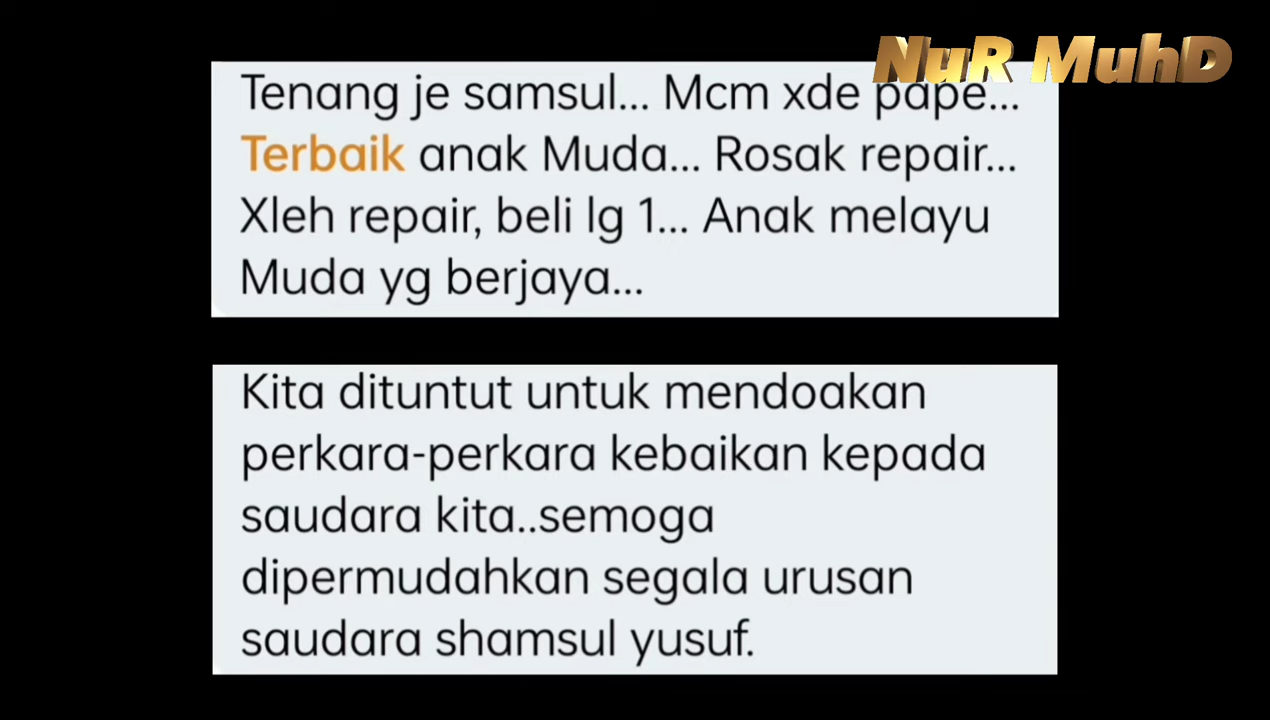 NuR MuhD
Tenang je samsul... Mcm xde pape...
Terbaik anak Muda... Rosak repair...
Xleh repair, beli lg 1... Anak melayu
Muda yg berjaya...
Kita dituntut untuk mendoakan
perkara-perkara kebaikan kepada
saudara kita..semoga
dipermudahkan segala urusan
saudara shamsul yusuf.